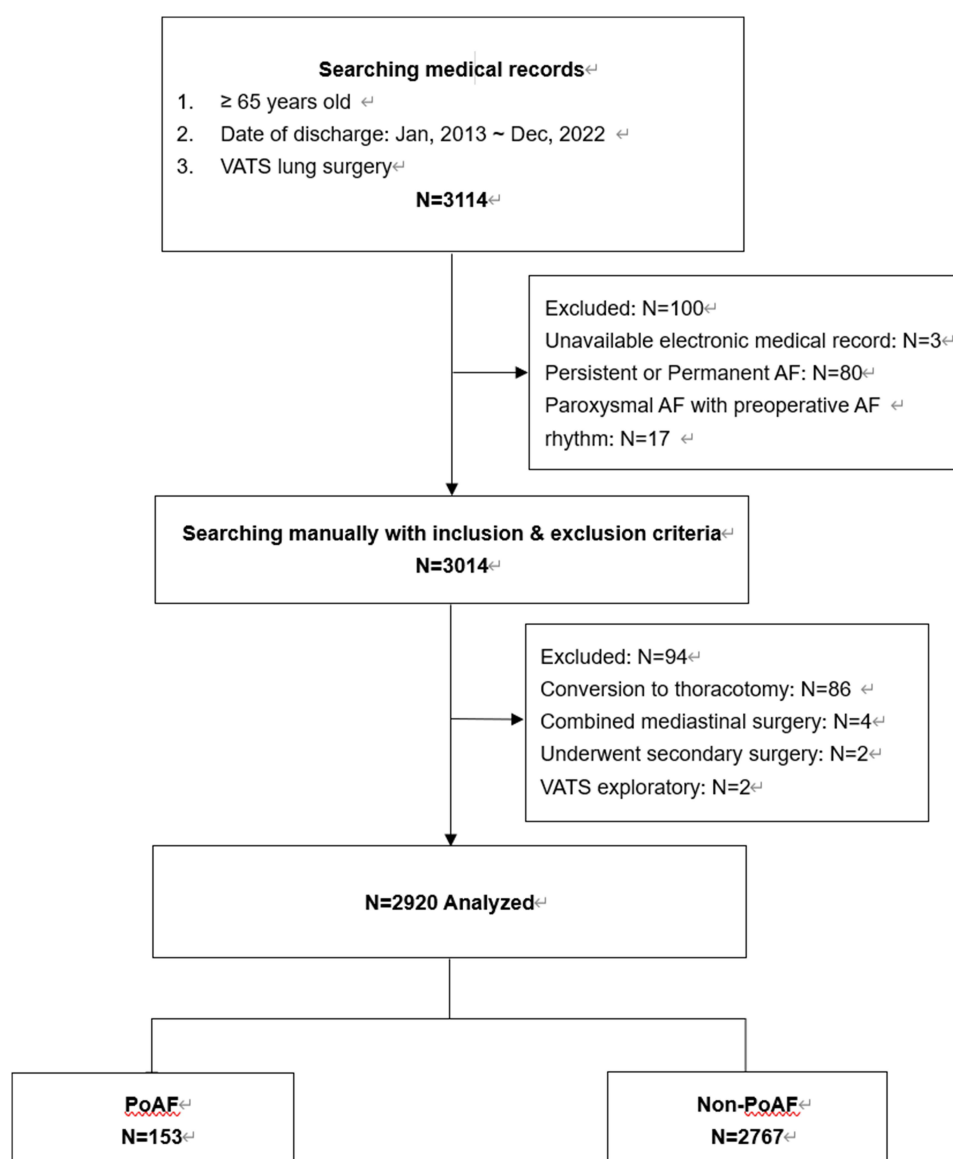 Searching medical records↵
1. ≥ 65 years old ↵
2. Date of discharge: Jan, 2013 ~ Dec, 2022 ↵
3. VATS lung surgery↵
N=3114↵
Excluded: N=100↵
Unavailable electronic medical record: N=3↵
Persistent or Permanent AF: N=80↵
Paroxysmal AF with preoperative AF ↵
rhythm: N=17 ↵
Searching manually with inclusion & exclusion criteria↵
N=3014↵
Excluded: N=94↵
Conversion to thoracotomy: N=86 ↵
Combined mediastinal surgery: N=4↵
Underwent secondary surgery: N=2↵
VATS exploratory: N=2↵
N=2920 Analyzed↵
PoAF↵
N=153↵
Non-PoAF↵
N=2767↵